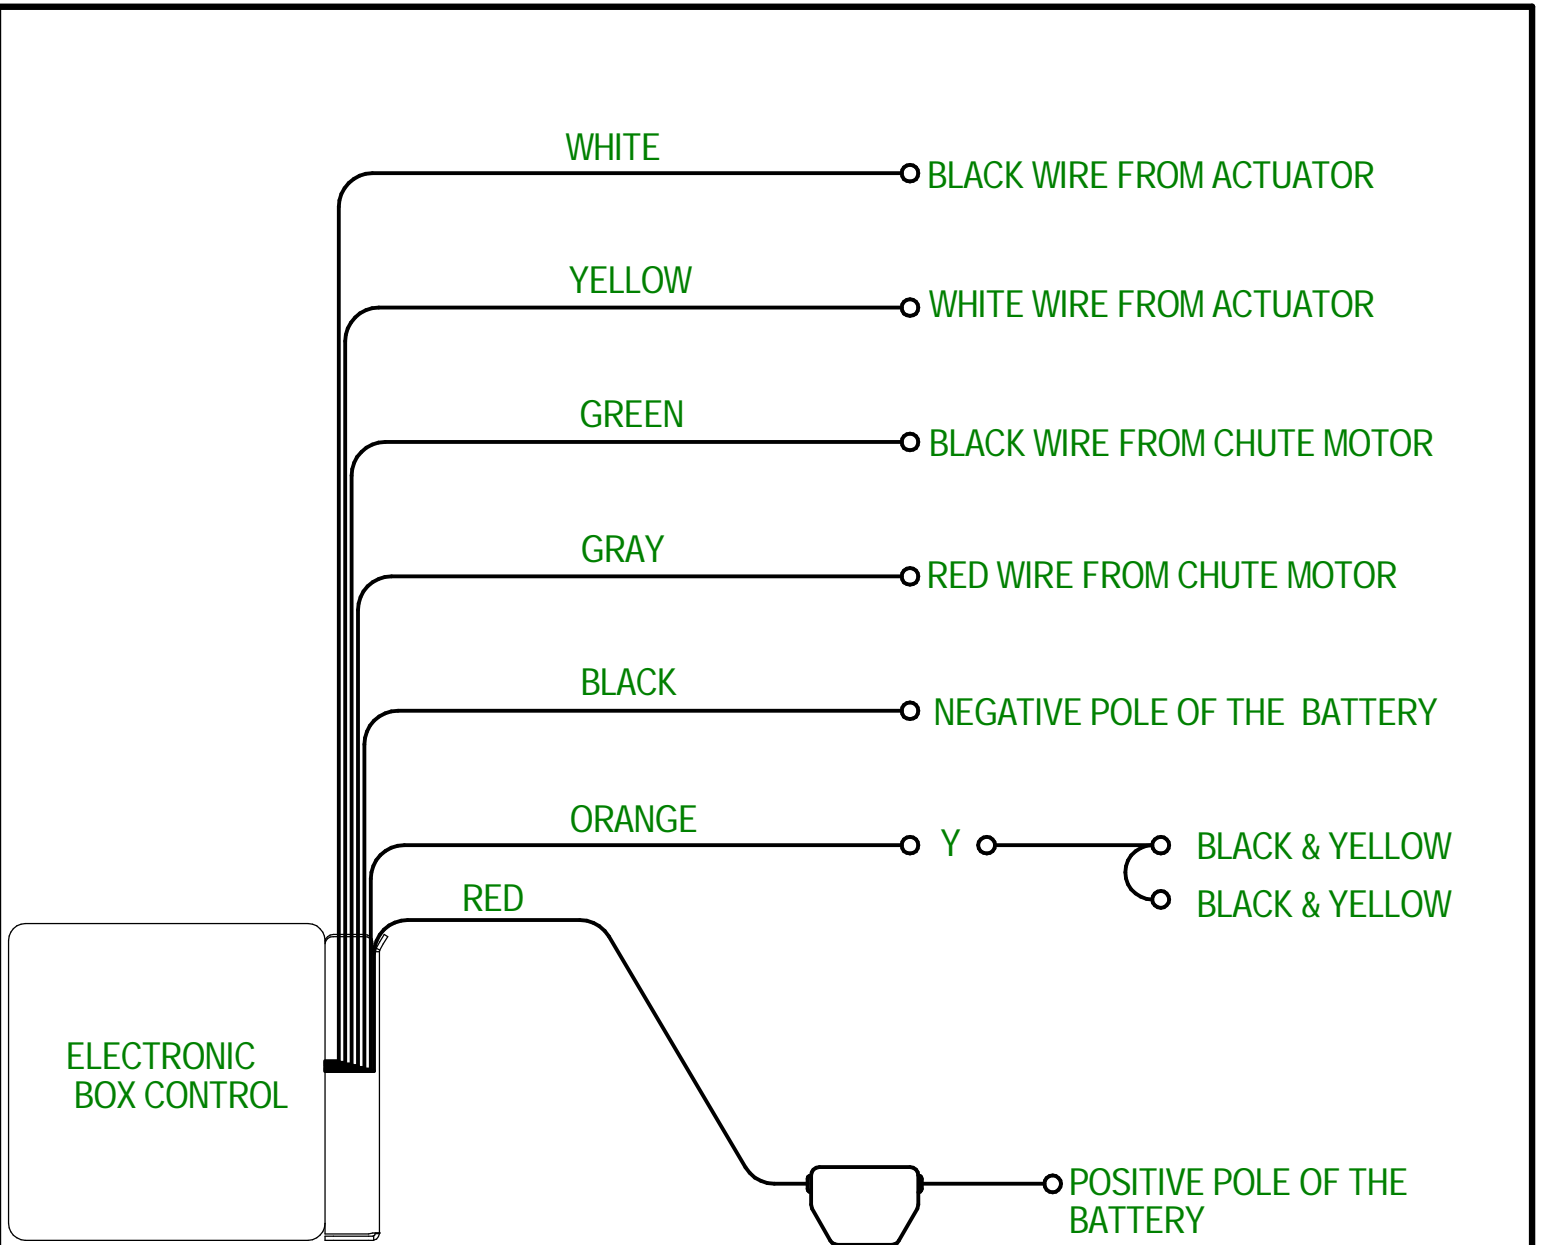 WHITE
BLACK WIRE FROM ACTUATOR
YELLOW
WHITE WIRE FROM ACTUATOR
GREEN
BLACK WIRE FROM CHUTE MOTOR
GRAY
RED WIRE FROM CHUTE MOTOR
BLACK
NEGATIVE POLE OF THE BATTERY
ORANGE
Y
BLACK & YELLOW
BLACK & YELLOW
RED
ELECTRONIC
BOX CONTROL
POSITIVE POLE OF THE
BATTERY